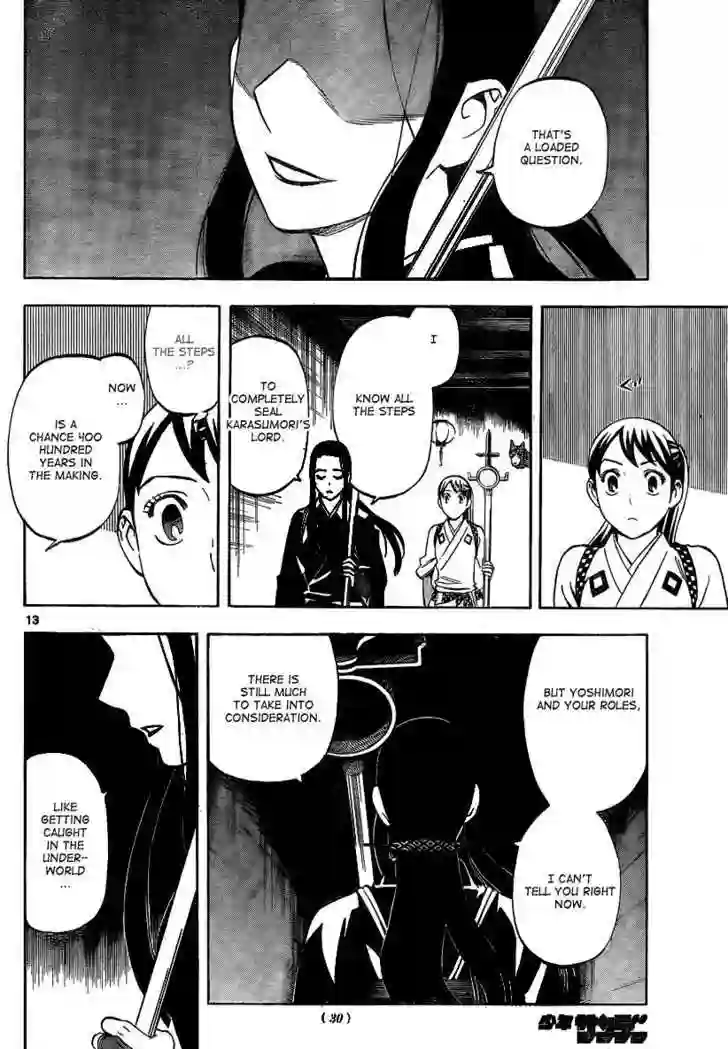 THAT'S
A LOADED
QUESTION.
I
KNOW ALL
THE STEPS
TO
COMPLETELY
SEAL
KARASUMORI'S
LORD.
ALL
THE STEPS
....?
NOW
...
IS A
CHANCE 400
HUNDRED
YEARS IN
THE MAKING.
13
BUT YOSHIMORI
AND YOUR ROLES,
I CAN'T
TELL YOU RIGHT
NOW.
THERE IS
STILL MUCH
TO TAKE INTO
CONSIDERATION.
LIKE
GETTING
CAUGHT
IN THE
UNDER--
WORLD
...
(30)